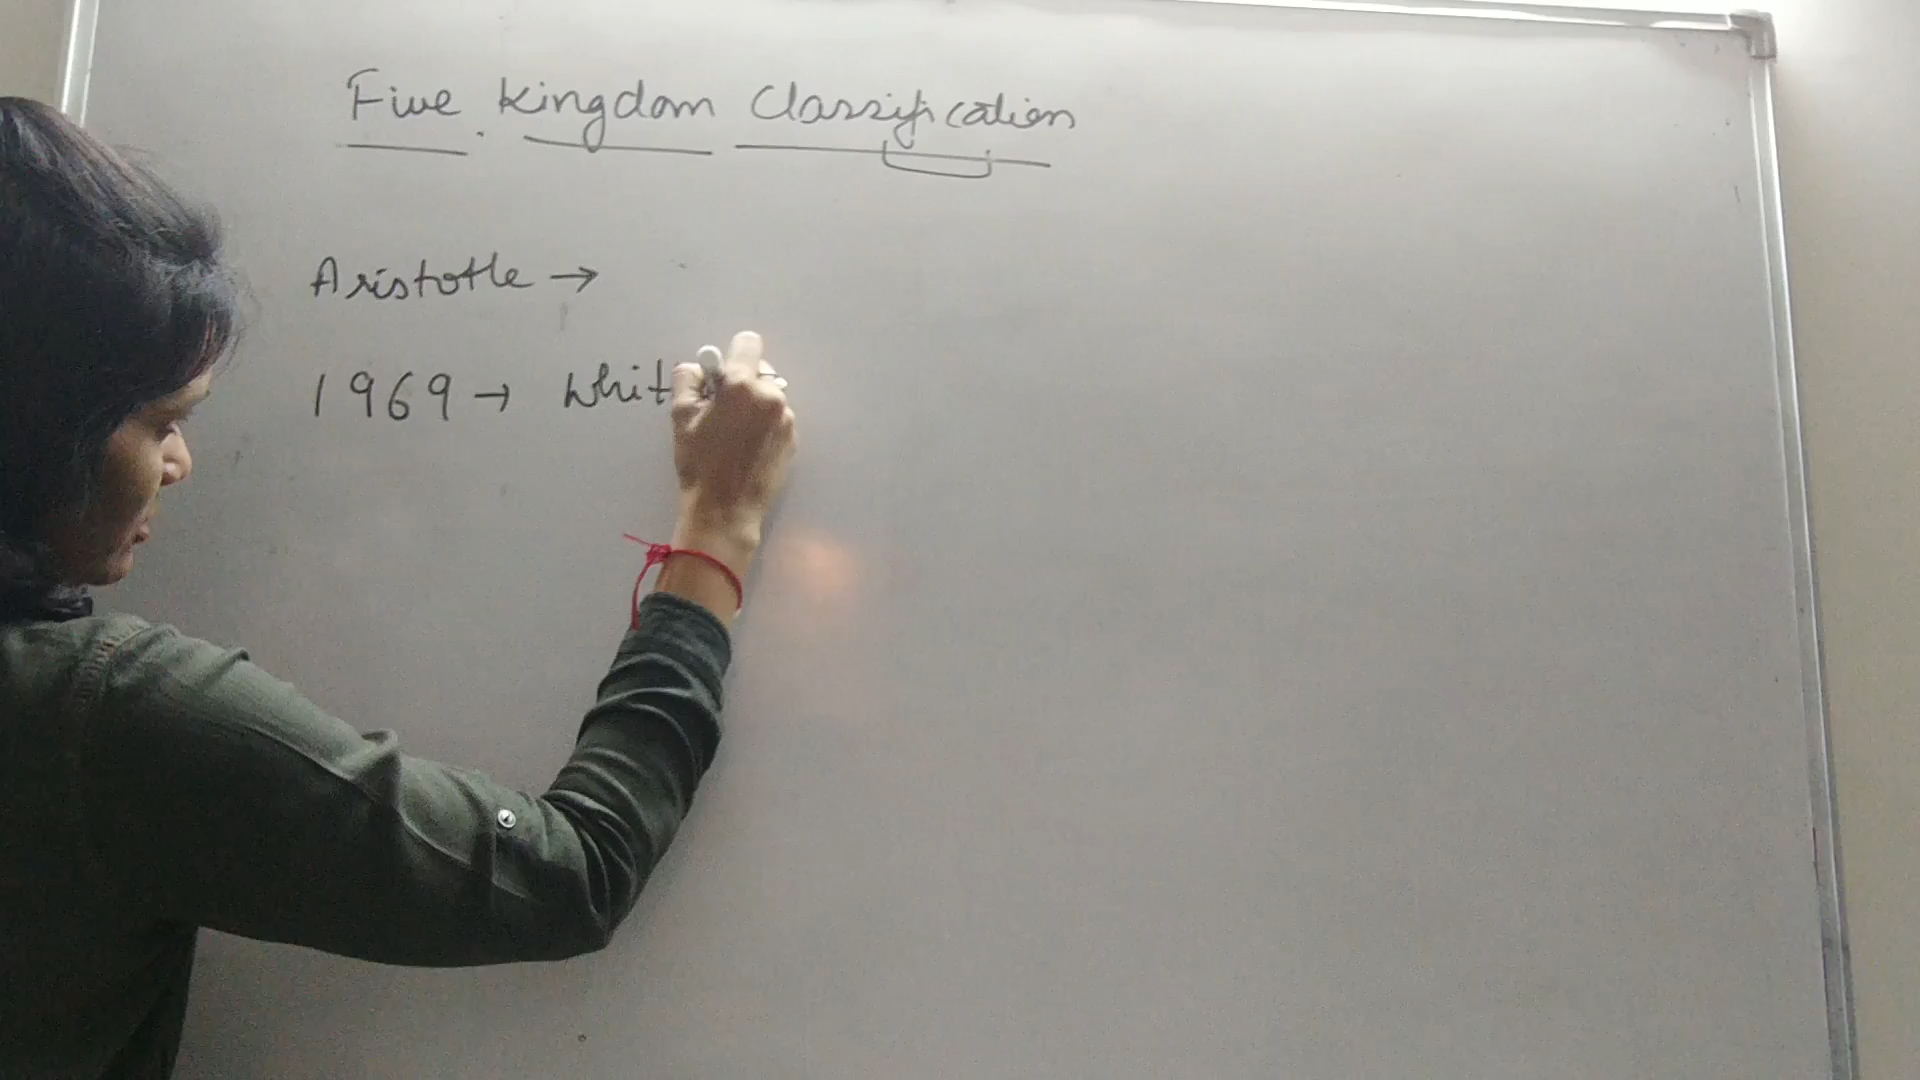 Five Kingdom Classification
Aristotle →
1969 → Whit